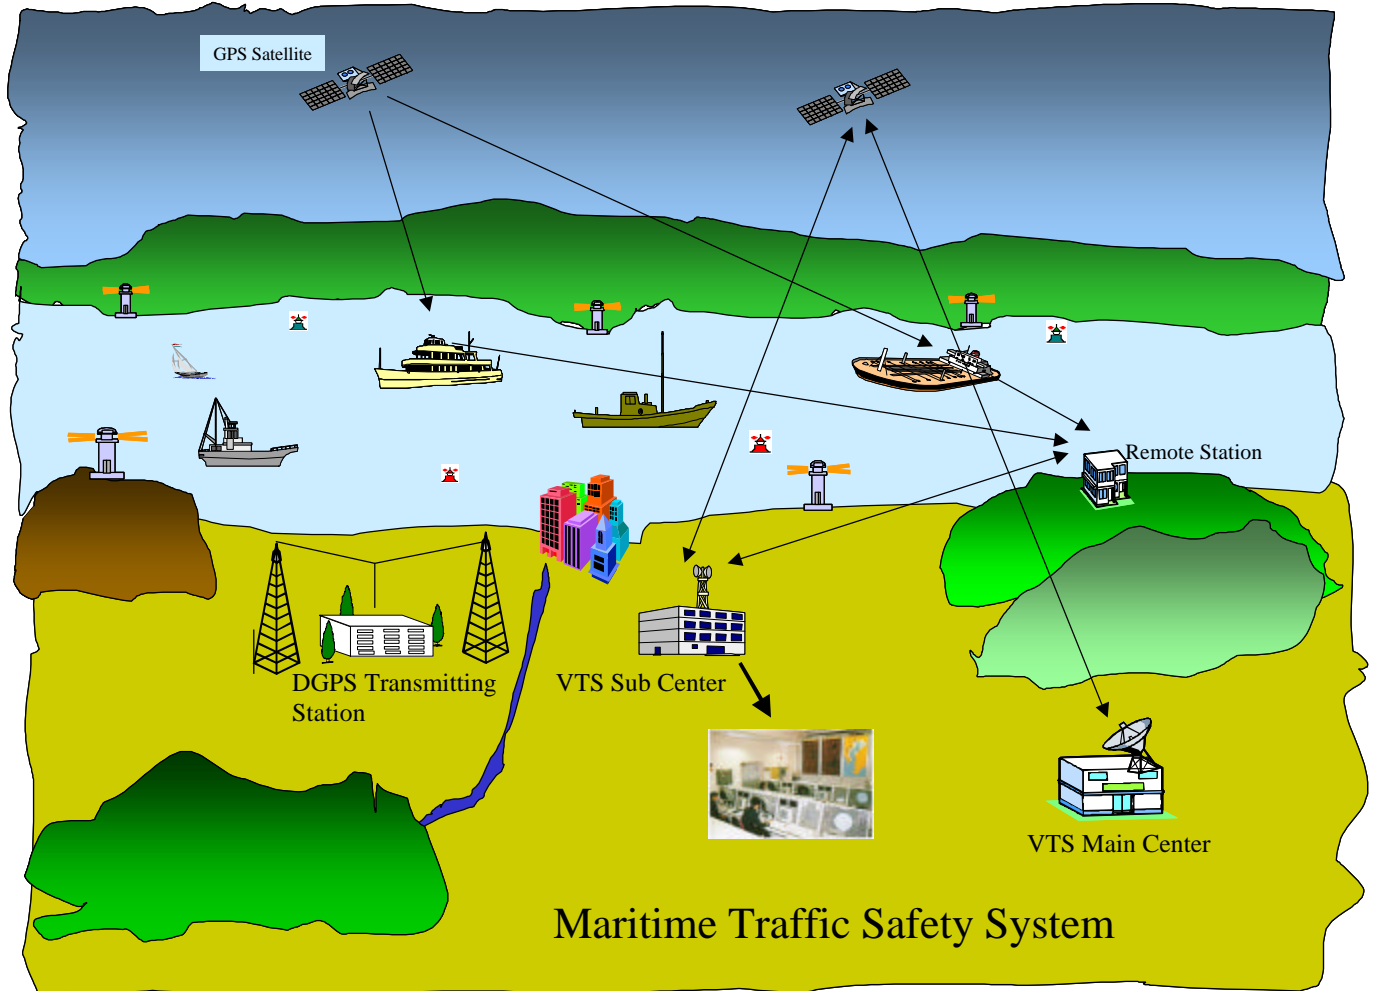 GPS Satellite
Remote Station
DGPS Transmitting
Station
VTS Sub Center
VTS Main Center
Maritime Traffic Safety System